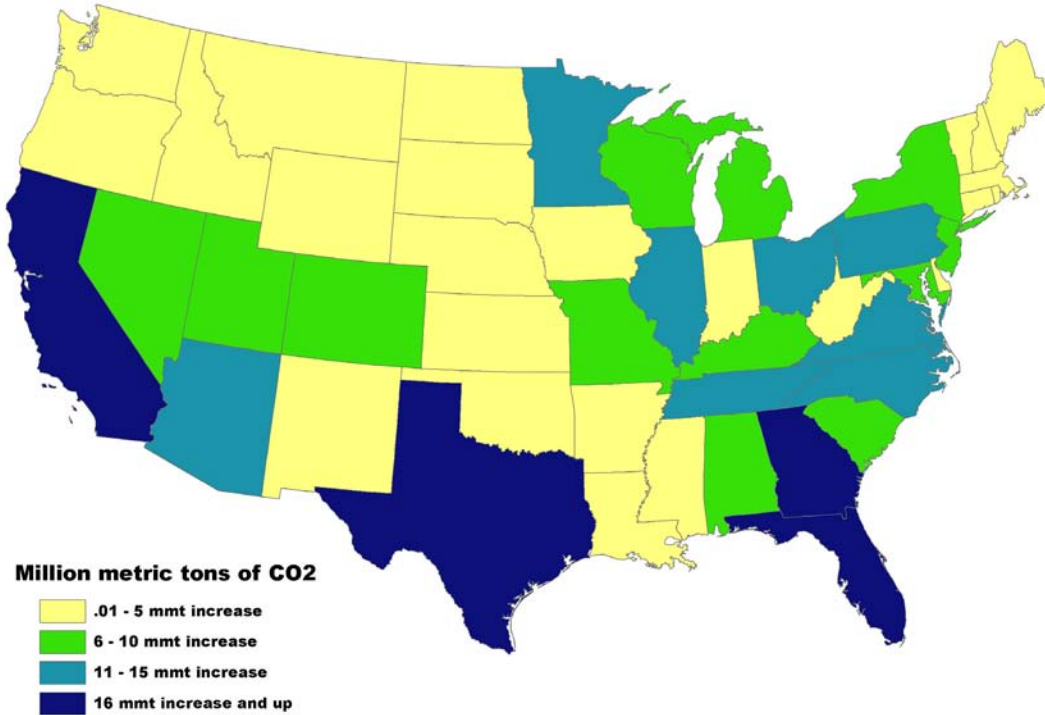 Million metric tons of CO2
.01 - 5 mmt increase
6 - 10 mmt increase
11 - 15 mmt increase
16 mmt increase and up